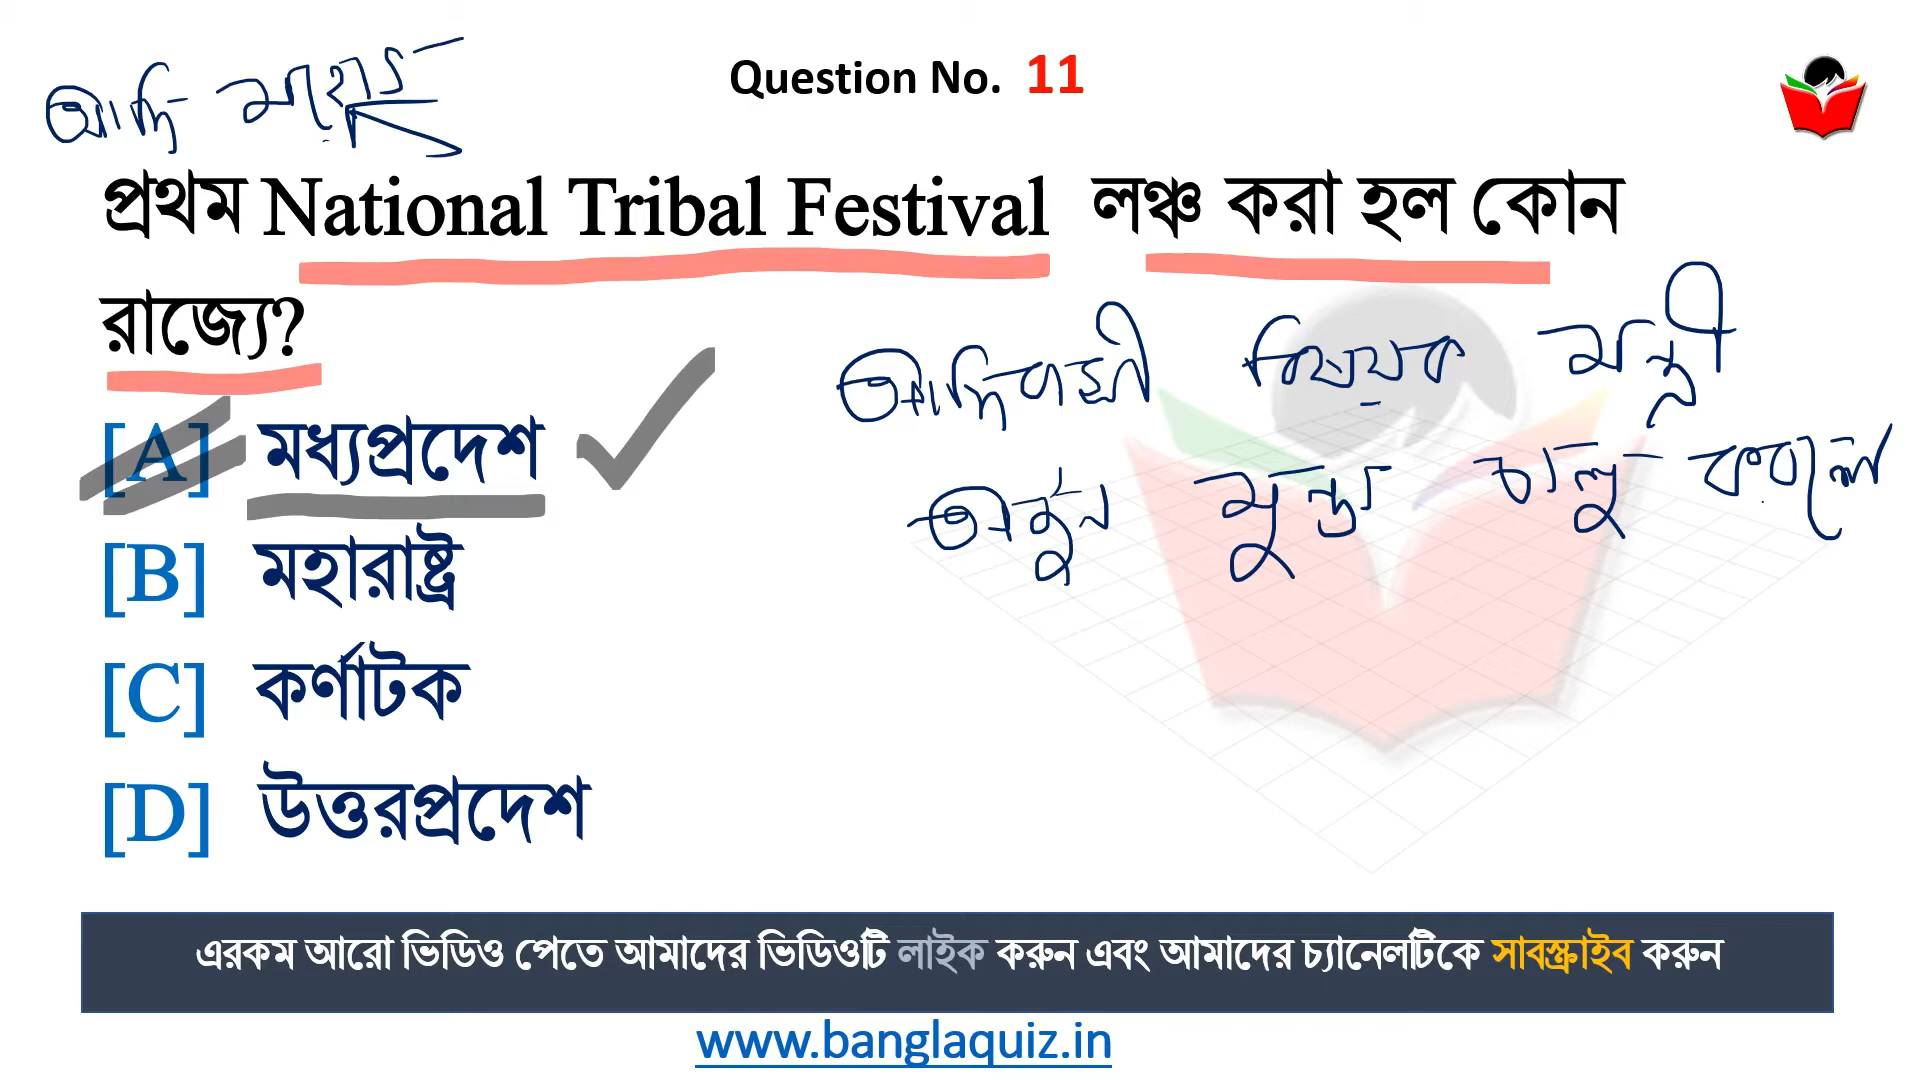 Question No. 11
আদি মহোৎ
প্রথম National Tribal Festival লঞ্চ করা হল কোন
রাজ্যে?
আদিবাসী বিষয়ক মন্ত্রী
অর্জুন মুন্ডা চালু করলে
[A] মধ্যপ্রদেশ
[B] মহারাষ্ট্র
[C] কর্ণাটক
[D] উত্তরপ্রদেশ
এরকম আরো ভিডিও পেতে আমাদের ভিডিওটি লাইক করুন এবং আমাদের চ্যানেলটিকে সাবস্ক্রাইব করুন
www.banglaquiz.in